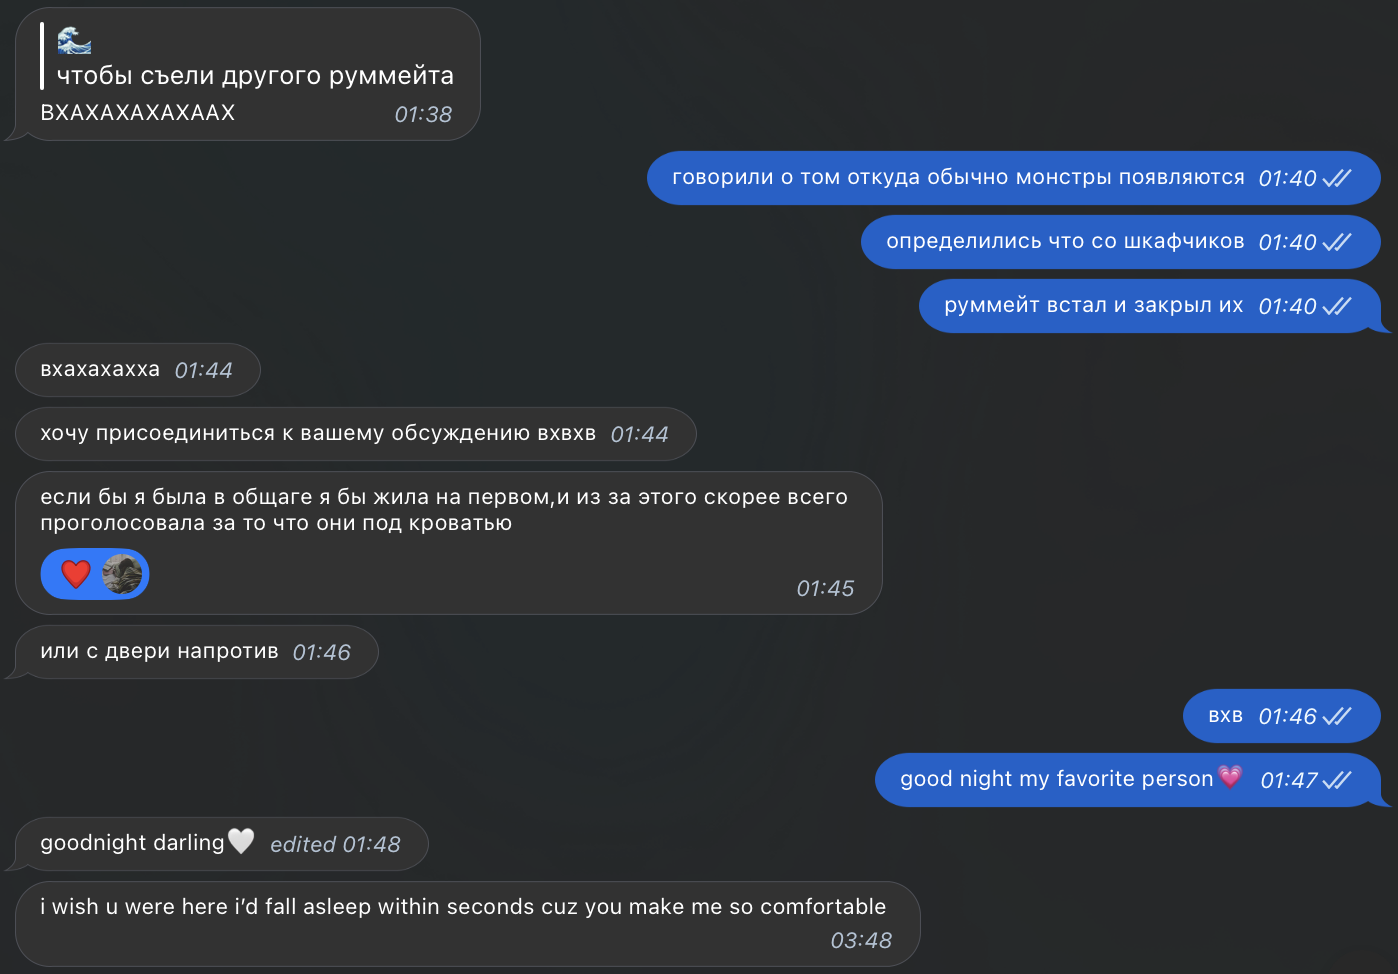 🌊
чтобы съели другого руммейта
ВХАХАХАХАХААХ 01:38
говорили о том откуда обычно монстры появляются 01:40
определились что со шкафчиков 01:40
руммейт встал и закрыл их 01:40
вхахахахха 01:44
хочу присоединиться к вашему обсуждению вхвхв 01:44
если бы я была в общаге я бы жила на первом,и из за этого скорее всего
проголосовала за то что они под кроватью
❤️
01:45
или с двери напротив 01:46
вхв 01:46
good night my favorite person💗 01:47
goodnight darling🤍 edited 01:48
i wish u were here i’d fall asleep within seconds cuz you make me so comfortable
03:48